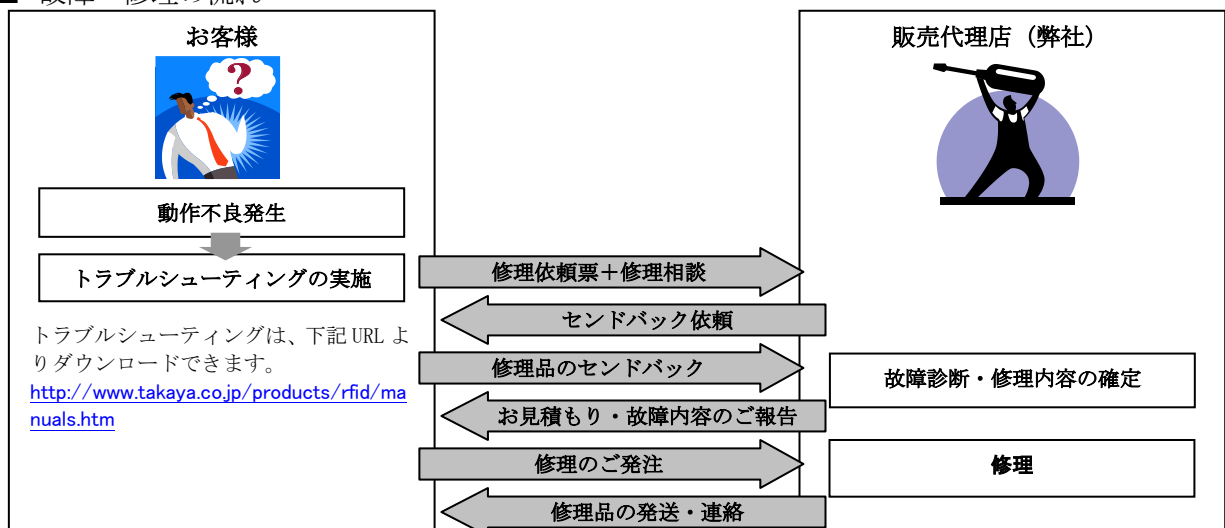 お客様
販売代理店（弊社）
?
動作不良発生
トラブルシューティングの実施
修理依頼票＋修理相談
センドバック依頼
トラブルシューティングは、下記 URL よ
りダウンロードできます。
http://www.takaya.co.jp/products/rfid/ma
nuals.htm
修理品のセンドバック
故障診断・修理内容の確定
お見積もり・故障内容のご報告
修理のご発注
修理
修理品の発送・連絡